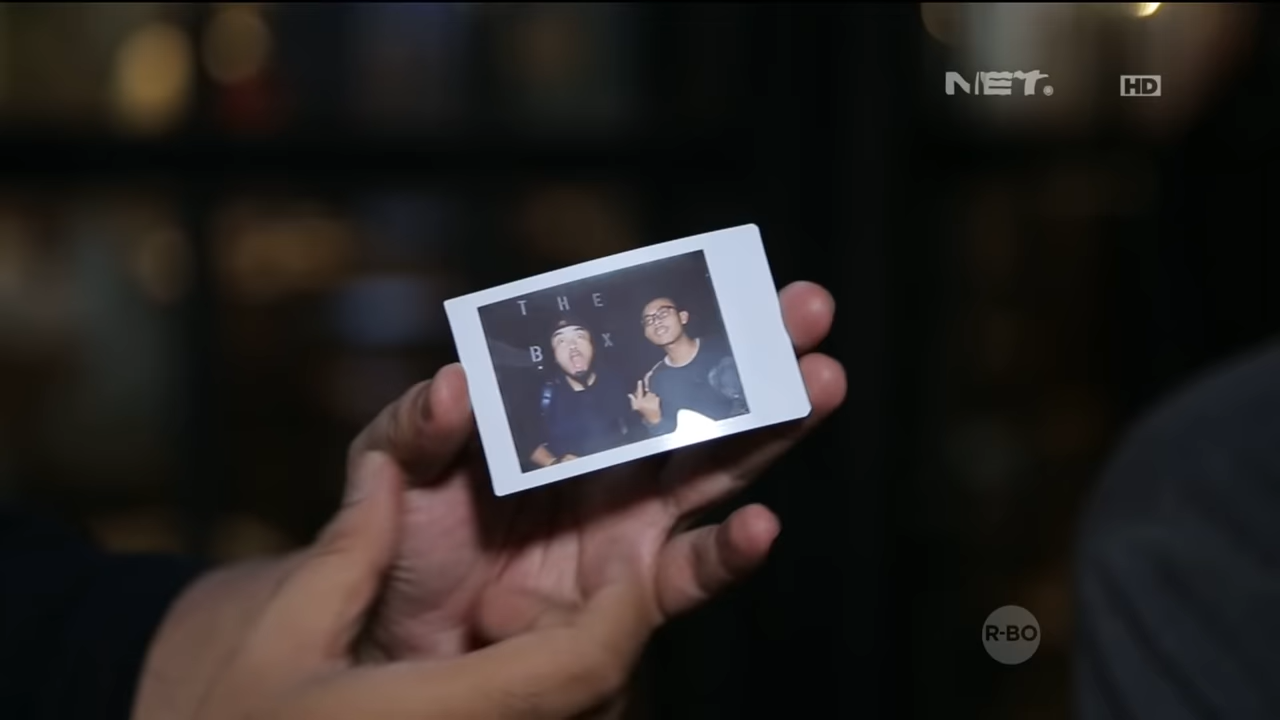 NET.
HD
THE
B X
R-BO